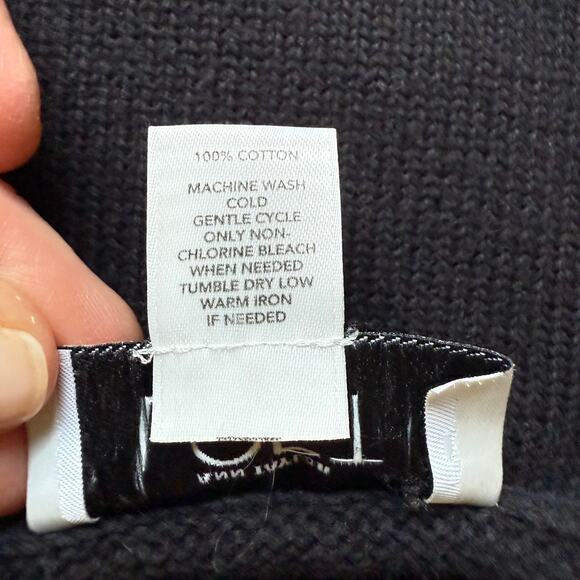 100% COTTON
MACHINE WASH
COLD
GENTLE CYCLE
ONLY NON-
CHLORINE BLEACH
WHEN NEEDED
TUMBLE DRY LOW
WARM IRON
IF NEEDED